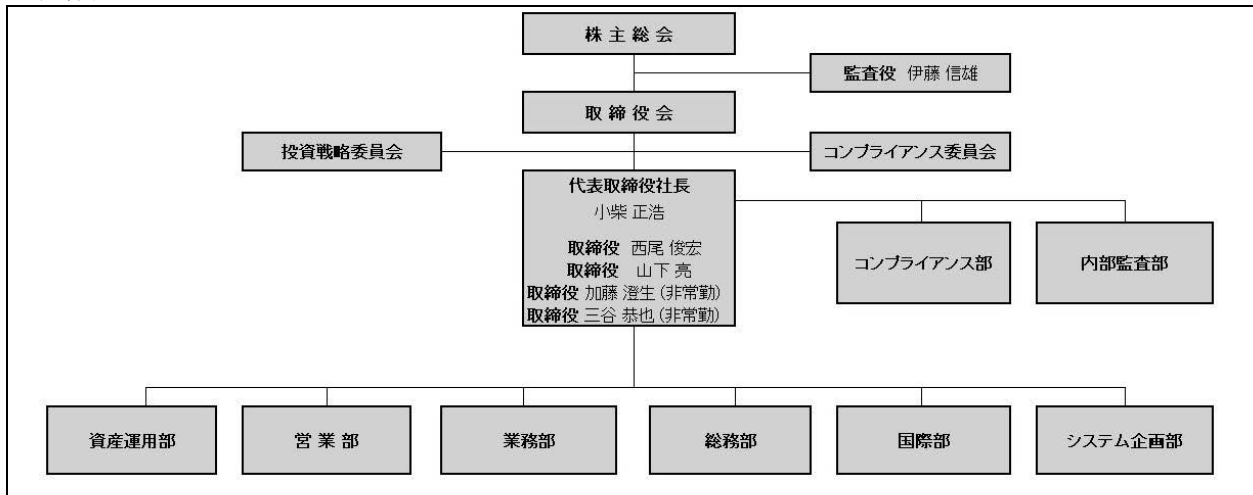 株 主 総 会
監査役 伊藤 信雄
取 締 役 会
投資戦略委員会
コンプライアンス委員会
代表取締役社長
小柴 正浩
取締役 西尾 俊宏
取締役 山下 亮
取締役 加藤 澄生 (非常勤)
取締役 三谷 恭也 (非常勤)
コンプライアンス部
内部監査部
資産運用部
営 業 部
業務部
総務部
国際部
システム企画部